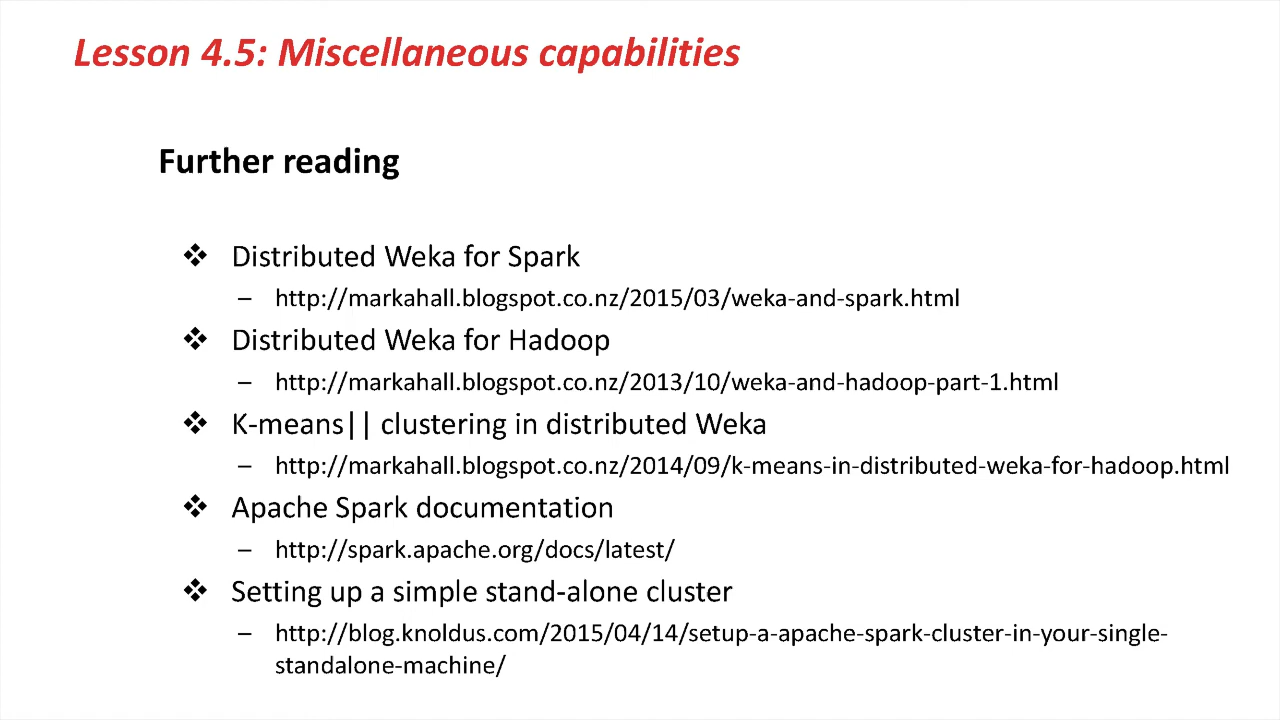 Lesson 4.5: Miscellaneous capabilities
Further reading
❖ Distributed Weka for Spark
– http://markahall.blogspot.co.nz/2015/03/weka-and-spark.html
❖ Distributed Weka for Hadoop
– http://markahall.blogspot.co.nz/2013/10/weka-and-hadoop-part-1.html
❖ K-means|| clustering in distributed Weka
– http://markahall.blogspot.co.nz/2014/09/k-means-in-distributed-weka-for-hadoop.html
❖ Apache Spark documentation
– http://spark.apache.org/docs/latest/
❖ Setting up a simple stand-alone cluster
– http://blog.knoldus.com/2015/04/14/setup-a-apache-spark-cluster-in-your-single-
standalone-machine/